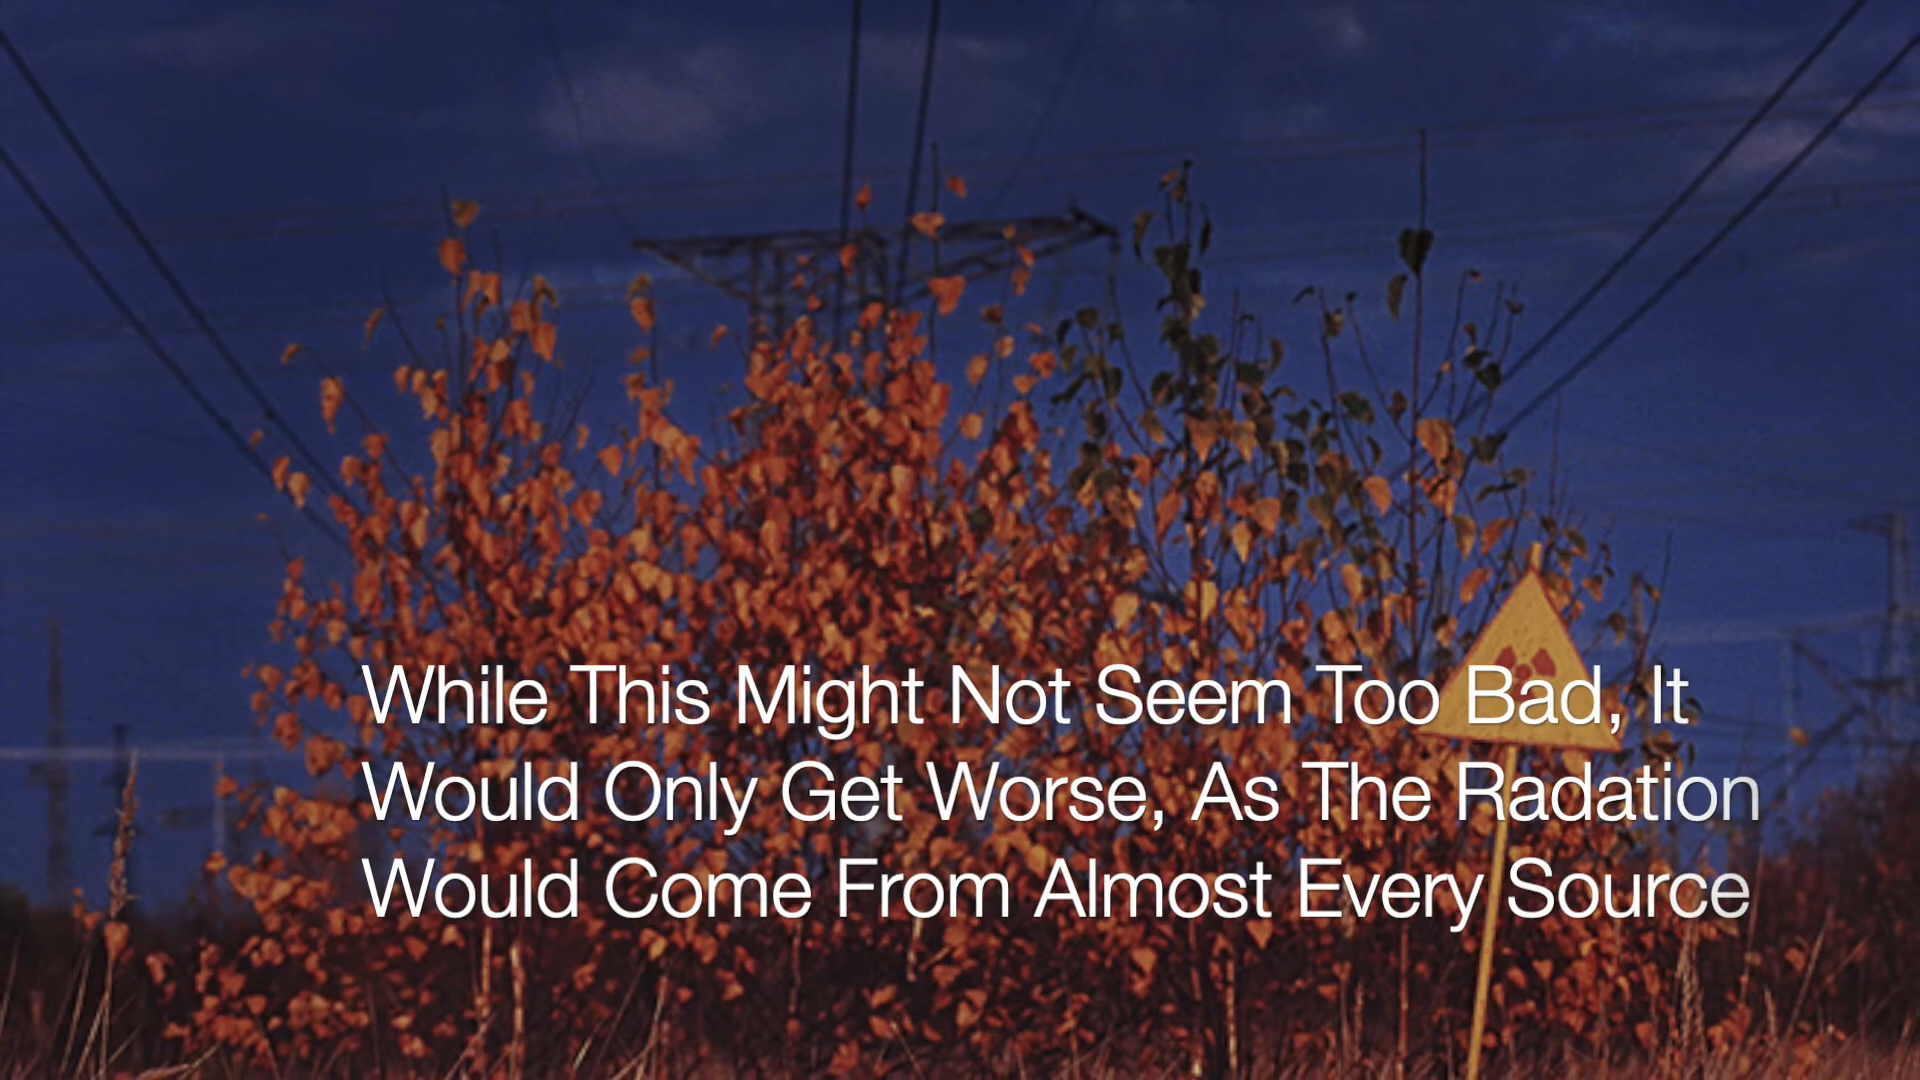 While This Might Not Seem Too Bad, It
Would Only Get Worse, As The Radation
Would Come From Almost Every Source